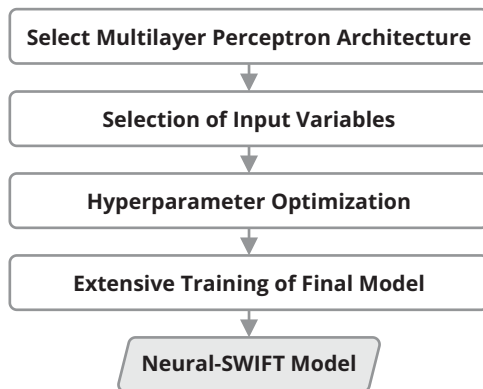 Select Multilayer Perceptron Architecture
Selection of Input Variables
Hyperparameter Optimization
Extensive Training of Final Model
Neural-SWIFT Model